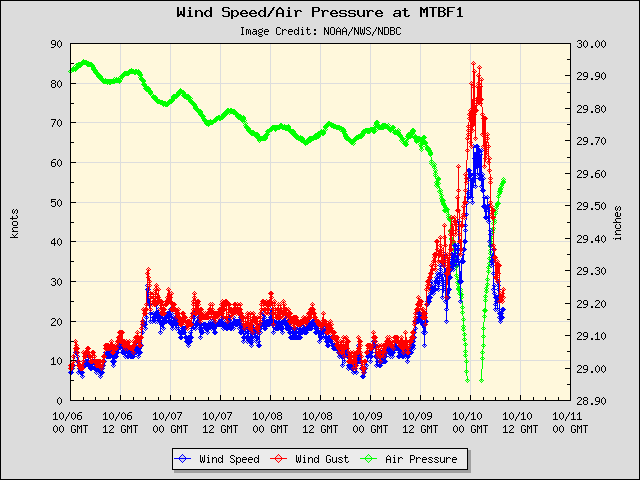 Wind Speed/Air Pressure at MTBF1
Image Credit: NOAA/NWS/NDBC
90 30.00
80 29.90
29.80
70 29.70
60 29.60
50 29.50
knots inches
40 29.40
30 29.30
29.20
20 29.10
10 29.00
0 28.90
10/06 10/06 10/07 10/07 10/08 10/08 10/09 10/09 10/10 10/10 10/11
00 GMT 12 GMT 00 GMT 12 GMT 00 GMT 12 GMT 00 GMT 12 GMT 00 GMT 12 GMT 00 GMT
Wind Speed Wind Gust Air Pressure